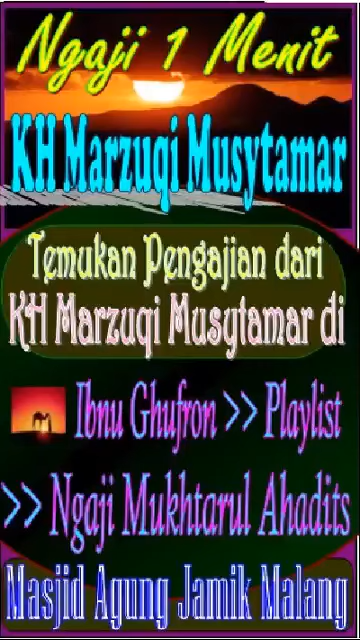 Ngaji 1 Menit
KH Marzuqi Musytamar
Temukan Pengajian dari
KH Marzuqi Musytamar di
Ibnu Ghufron >> Playlist
>> Ngaji Mukhtarul Ahadits
Masjid Agung Jamik Malang